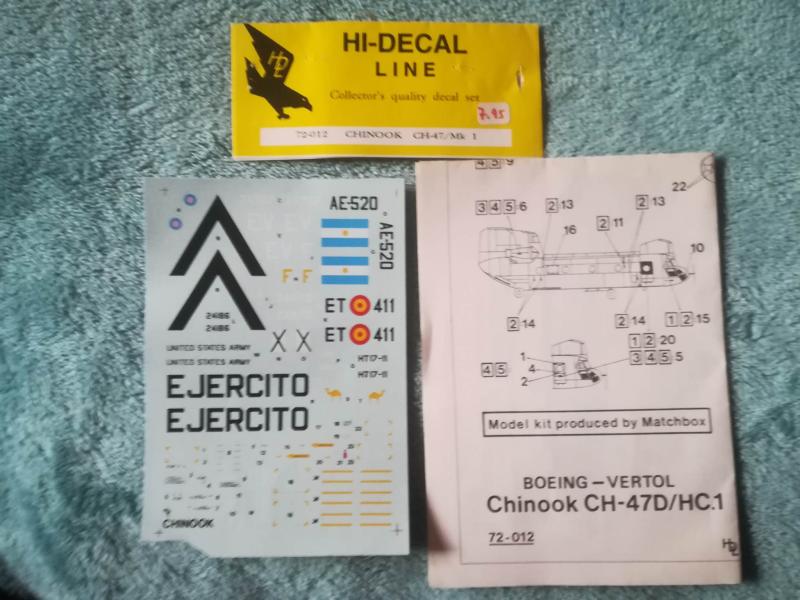 HDL
HI-DECAL
LINE
Collector's quality decal set
7.95
72-012 CHINOOK CH-47/Mk 1
AE-520
AE-520
F F
ET 411
ET 411
24186
24186
UNITED STATES ARMY
UNITED STATES ARMY
X X
HT17-11
HT17-11
EJERCITO
EJERCITO
CHINOOK
4 5 9
22
3 4 5 6
2 13
2 13
2 11
16
10
2 14
2 14
1 2 15
1 2 20
3 4 5 5
1
4 5
4
2
Model kit produced by Matchbox
BOEING-VERTOL
Chinook CH-47D/HC.1
72-012
HDL